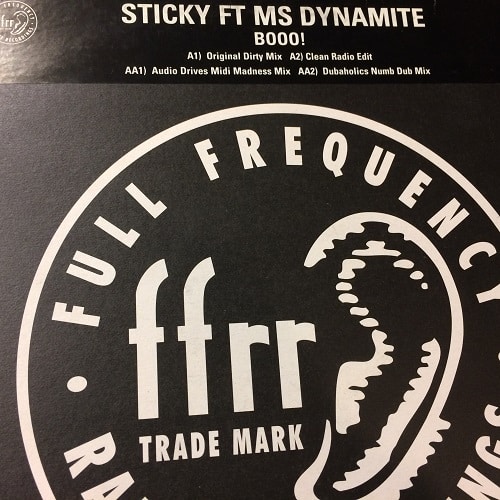 STICKY FT MS DYNAMITE
BOOO!
A1) Original Dirty Mix A2) Clean Radio Edit
AA1) Audio Drives Midi Madness Mix AA2) Dubaholics Numb Dub Mix
ffrr
· FULL FREQUENCY
ffrr
TRADE MARK